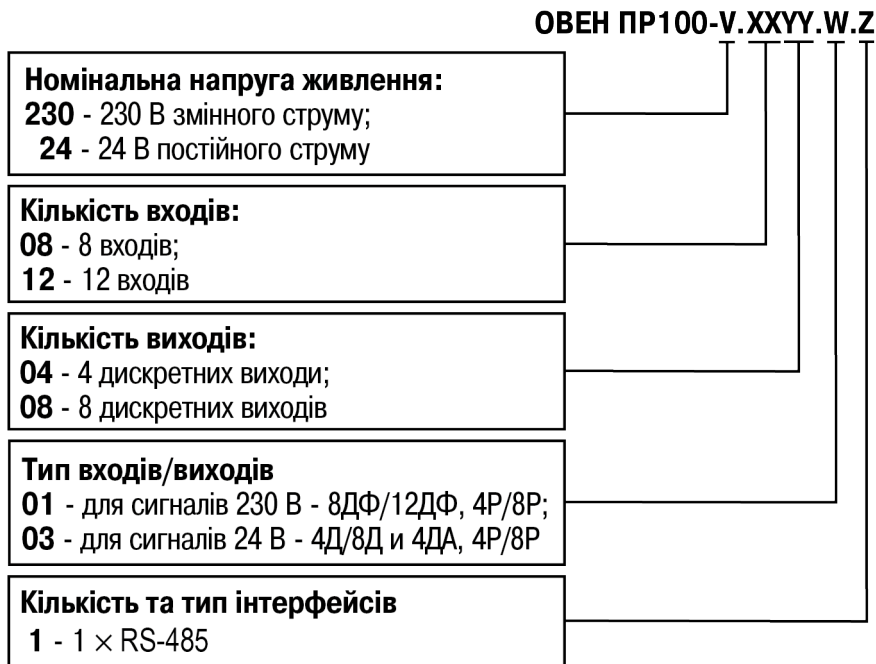 ОВЕН ПР100-V.XXYY.W.Z
Номінальна напруга живлення:
230 - 230 В змінного струму;
24 - 24 В постійного струму
Кількість входів:
08 - 8 входів;
12 - 12 входів
Кількість виходів:
04 - 4 дискретних виходи;
08 - 8 дискретних виходів
Тип входів/виходів
01 - для сигналів 230 В - 8ДФ/12ДФ, 4Р/8Р;
03 - для сигналів 24 В - 4Д/8Д и 4ДА, 4Р/8Р
Кількість та тип інтерфейсів
1 - 1 × RS-485